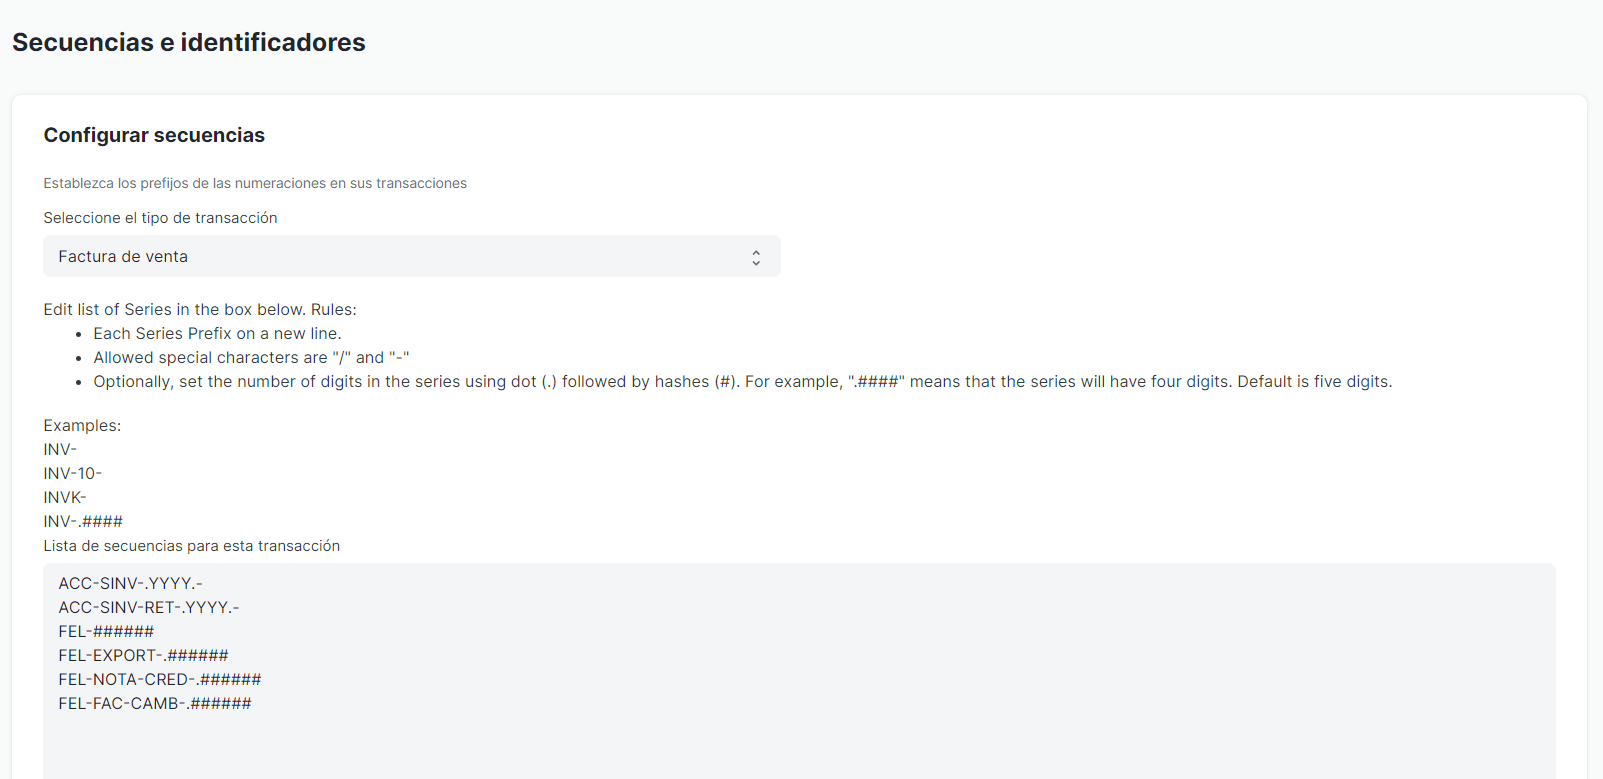 Secuencias e identificadores
Configurar secuencias
Establezca los prefijos de las numeraciones en sus transacciones
Seleccione el tipo de transacción
Factura de venta
Edit list of Series in the box below. Rules:
• Each Series Prefix on a new line.
• Allowed special characters are "/" and "-"
• Optionally, set the number of digits in the series using dot (.) followed by hashes (#). For example, ".####" means that the series will have four digits. Default is five digits.
Examples:
INV-
INV-10-
INVK-
INV-.####
Lista de secuencias para esta transacción
ACC-SINV-.YYYY.-
ACC-SINV-RET-.YYYY.-
FEL-######
FEL-EXPORT-.######
FEL-NOTA-CRED-.######
FEL-FAC-CAMB-.######